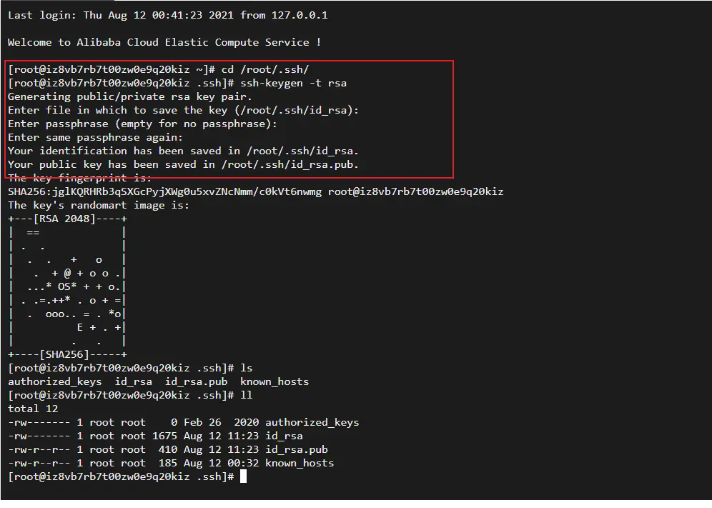 Last login: Thu Aug 12 00:41:23 2021 from 127.0.0.1
Welcome to Alibaba Cloud Elastic Compute Service !
[root@iz8vb7rb7t00zw0e9q20kiz ~]# cd /root/.ssh/
[root@iz8vb7rb7t00zw0e9q20kiz .ssh]# ssh-keygen -t rsa
Generating public/private rsa key pair.
Enter file in which to save the key (/root/.ssh/id_rsa):
Enter passphrase (empty for no passphrase):
Enter same passphrase again:
Your identification has been saved in /root/.ssh/id_rsa.
Your public key has been saved in /root/.ssh/id_rsa.pub.
The key fingerprint is:
SHA256:jglKQRHRb3qSXGcPyjXWg0u5xvZNcNmm/c0kVt6nwmg root@iz8vb7rb7t00zw0e9q20kiz
The key's randomart image is:
+---[RSA 2048]----+
|  ==             |
| .  .            |
|  .  .   +   o   |
|   .  + @ + o o .|
|  ...* OS* + + o.|
| . .=.++* . o + =|
|  .  ooo.. = . *o|
|          E + . +|
|         .   .   |
+----[SHA256]-----+
[root@iz8vb7rb7t00zw0e9q20kiz .ssh]# ls
authorized_keys  id_rsa  id_rsa.pub  known_hosts
[root@iz8vb7rb7t00zw0e9q20kiz .ssh]# ll
total 12
-rw------- 1 root root    0 Feb 26  2020 authorized_keys
-rw------- 1 root root 1675 Aug 12 11:23 id_rsa
-rw-r--r-- 1 root root  410 Aug 12 11:23 id_rsa.pub
-rw-r--r-- 1 root root  185 Aug 12 00:32 known_hosts
[root@iz8vb7rb7t00zw0e9q20kiz .ssh]#